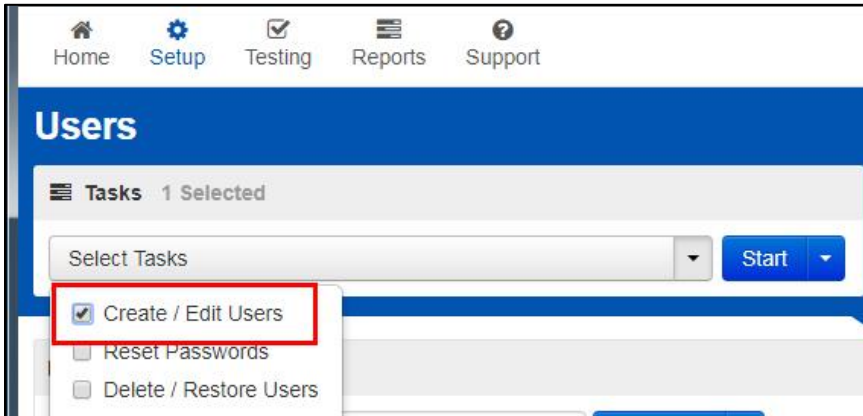 Home Setup Testing Reports Support
Users
Tasks 1 Selected
Select Tasks Start
Create / Edit Users
Reset Passwords
Delete / Restore Users